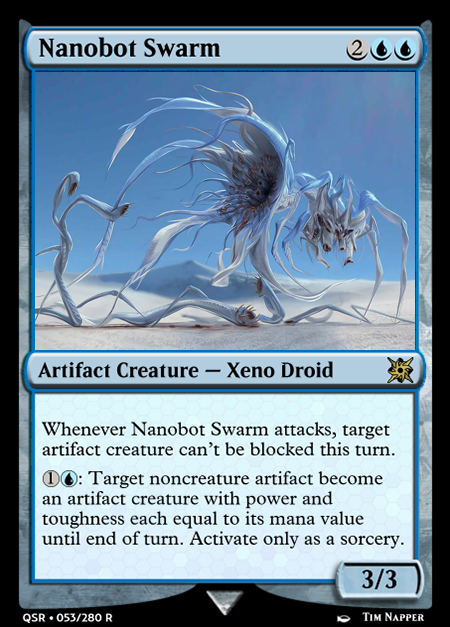 Nanobot Swarm 2
Artifact Creature — Xeno Droid
Whenever Nanobot Swarm attacks, target
artifact creature can't be blocked this turn.
1: Target noncreature artifact become
an artifact creature with power and
toughness each equal to its mana value
until end of turn. Activate only as a sorcery.
3/3
QSR • 053/280 R
Tim Napper